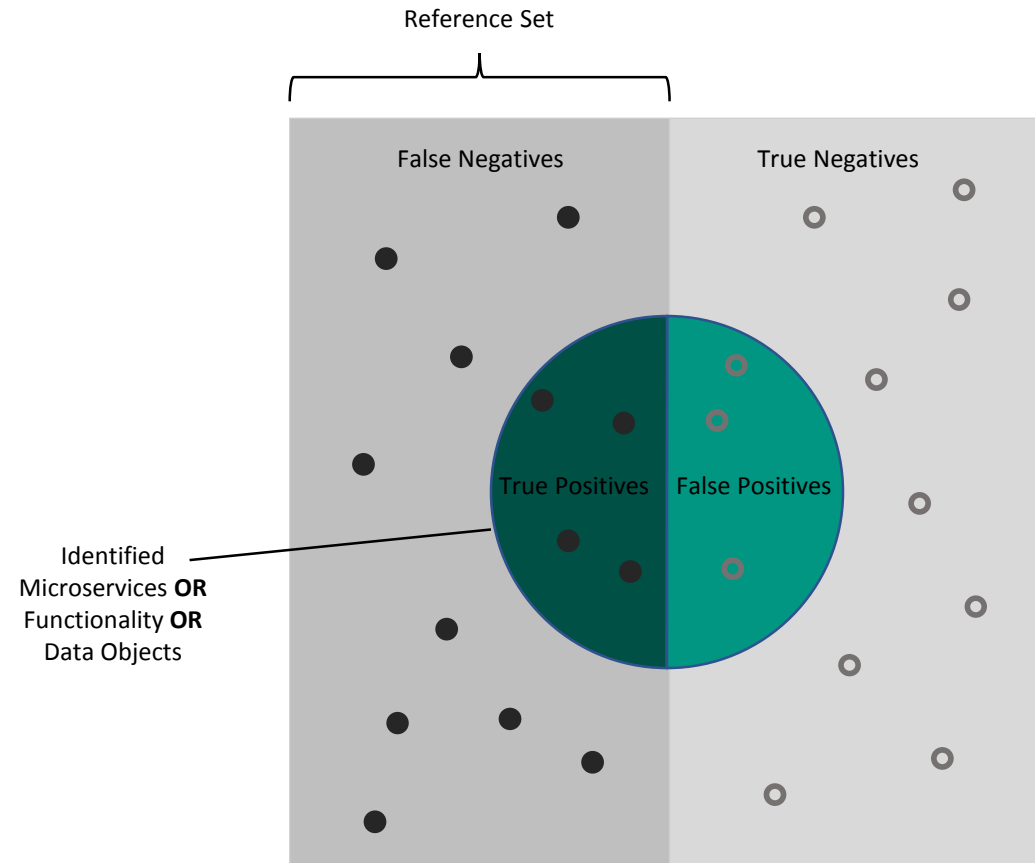 Reference Set
False Negatives
True Negatives
True Positives
False Positives
Identified
Microservices OR
Functionality OR
Data Objects